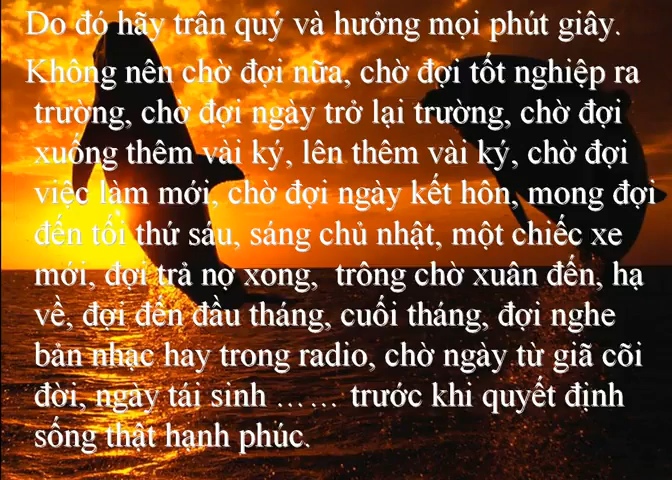 Do đó hãy trân quý và hưởng mọi phút giây.
Không nên chờ đợi nữa, chờ đợi tốt nghiệp ra
trường, chờ đợi ngày trở lại trường, chờ đợi
xuống thêm vài ký, lên thêm vài ký, chờ đợi
việc làm mới, chờ đợi ngày kết hôn, mong đợi
đến tối thứ sáu, sáng chủ nhật, một chiếc xe
mới, đợi trả nợ xong, trông chờ xuân đến, hạ
về, đợi đến đầu tháng, cuối tháng, đợi nghe
bản nhạc hay trong radio, chờ ngày từ giã cõi
đời, ngày tái sinh …… trước khi quyết định
sống thật hạnh phúc.